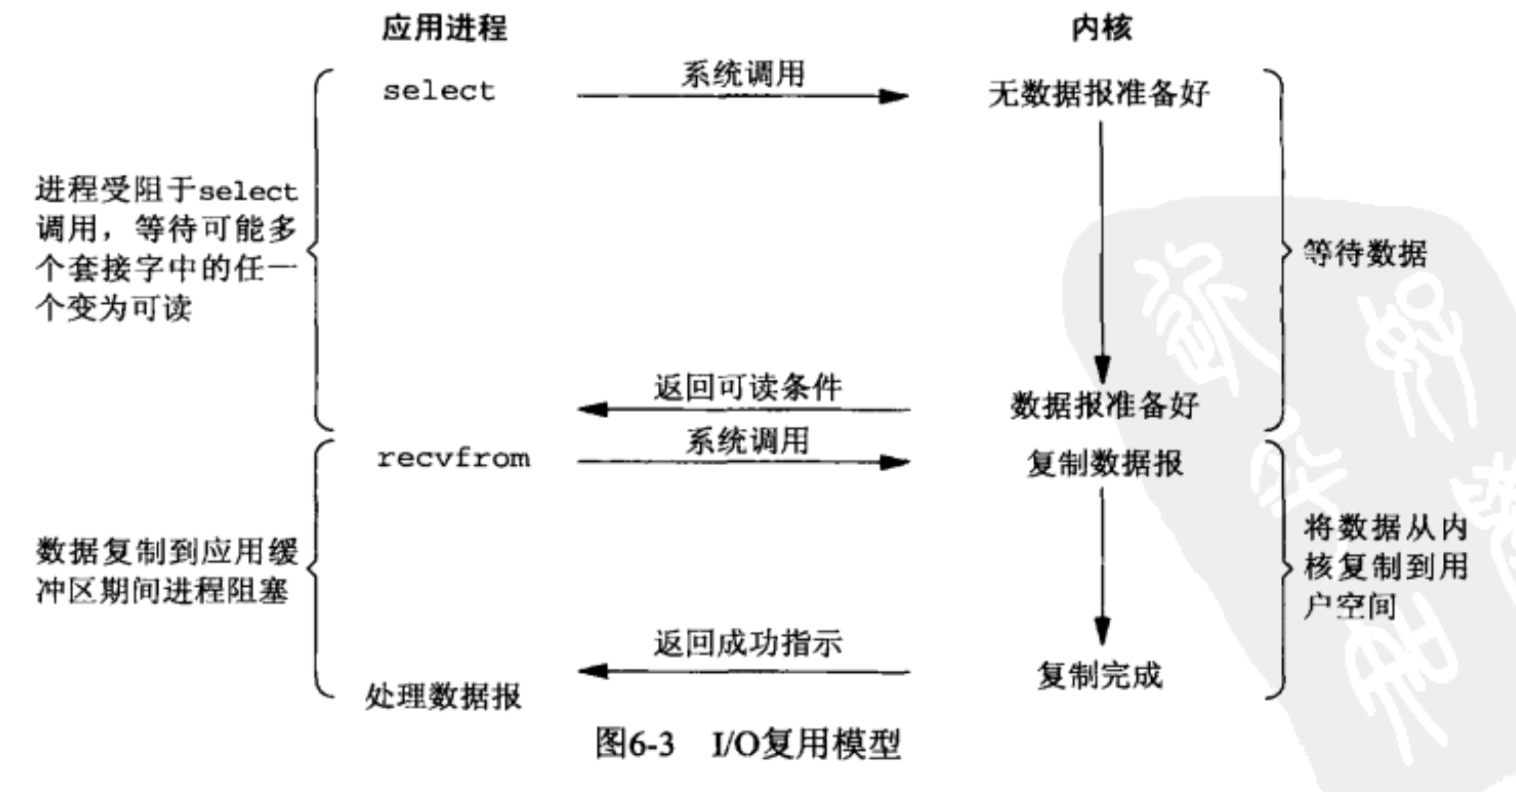 应用进程
内核
select
系统调用
无数据报准备好
进程受阻于select
调用，等待可能多
个套接字中的任一
个变为可读
等待数据
返回可读条件
数据报准备好
recvfrom
系统调用
复制数据报
数据复制到应用缓
冲区期间进程阻塞
将数据从内
核复制到用
户空间
返回成功指示
复制完成
处理数据报
图6-3 I/O复用模型